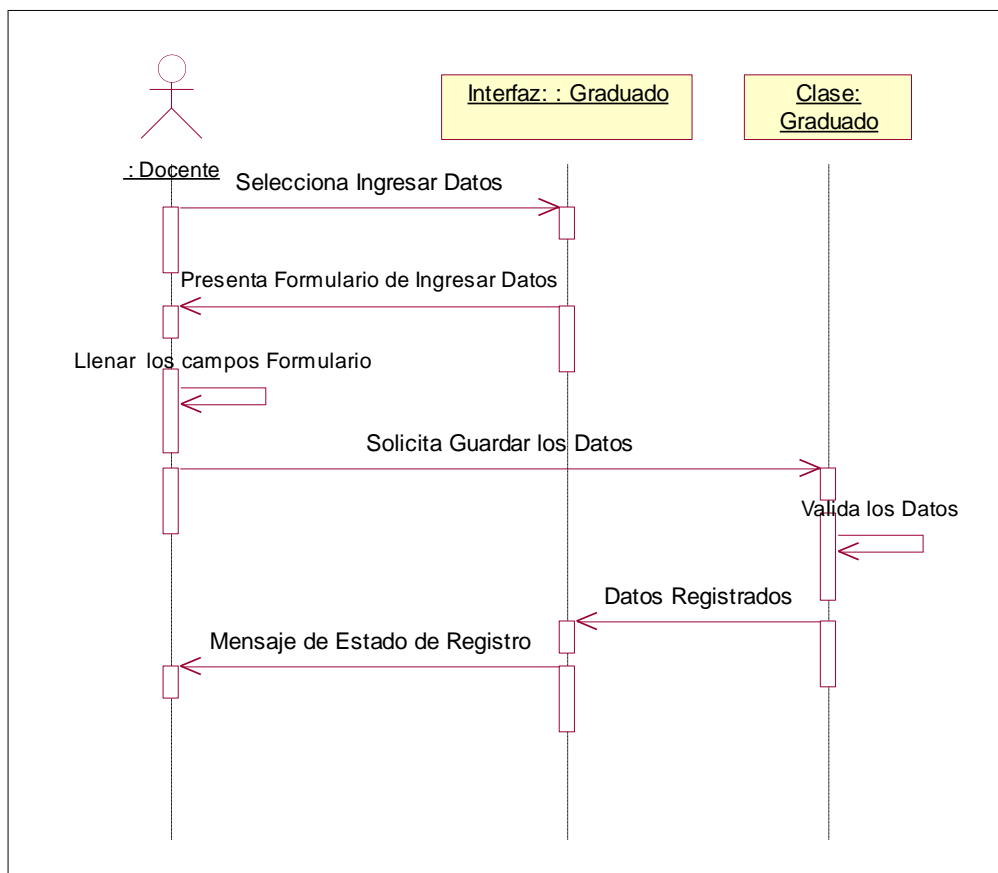 Interfaz: : Graduado
Clase:
Graduado
: Docente
Selecciona Ingresar Datos
Presenta Formulario de Ingresar Datos
Llenar los campos Formulario
Solicita Guardar los Datos
Valida los Datos
Datos Registrados
Mensaje de Estado de Registro